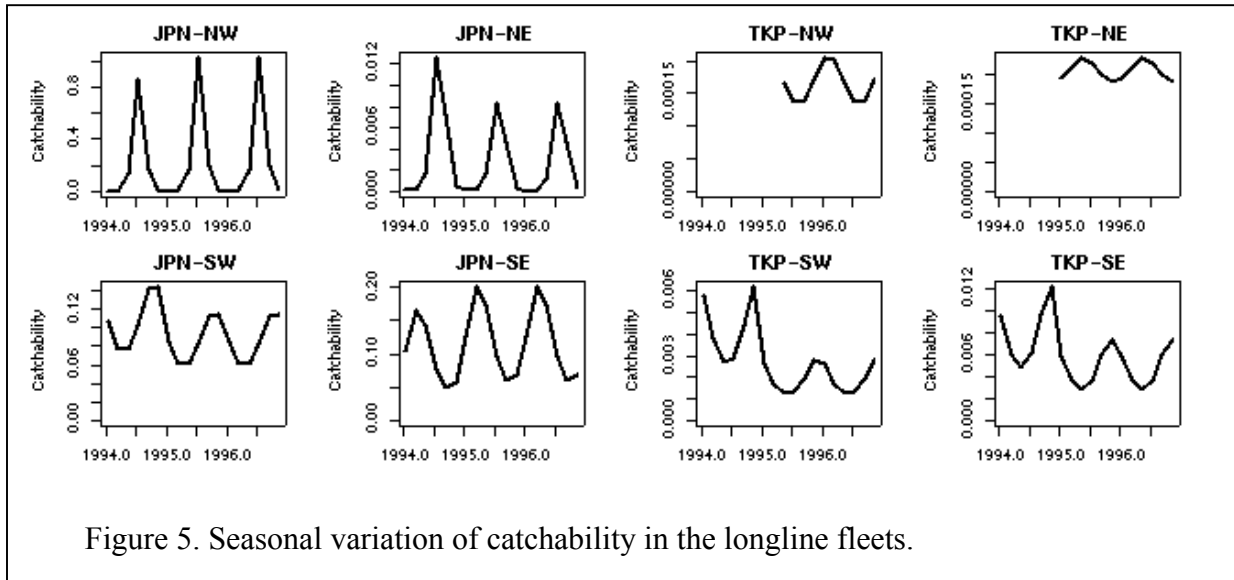 JPN-NW
JPN-NE
TKP-NW
TKP-NE
Catchability
0.0 0.4 0.8
Catchability
0.000 0.006 0.012
Catchability
0.00000 0.00015
Catchability
0.00000 0.00015
1994.0 1995.0 1996.0
1994.0 1995.0 1996.0
1994.0 1995.0 1996.0
1994.0 1995.0 1996.0
JPN-SW
JPN-SE
TKP-SW
TKP-SE
Catchability
0.00 0.06 0.12
Catchability
0.00 0.10 0.20
Catchability
0.000 0.003 0.006
Catchability
0.000 0.006 0.012
1994.0 1995.0 1996.0
1994.0 1995.0 1996.0
1994.0 1995.0 1996.0
1994.0 1995.0 1996.0
Figure 5. Seasonal variation of catchability in the longline fleets.